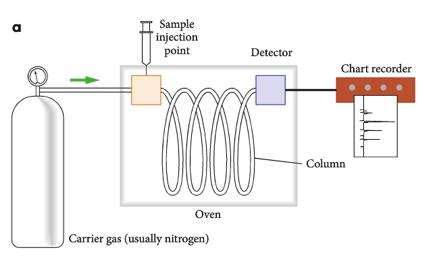 a
Sample
injection
point
Detector
Chart recorder
Column
Oven
Carrier gas (usually nitrogen)